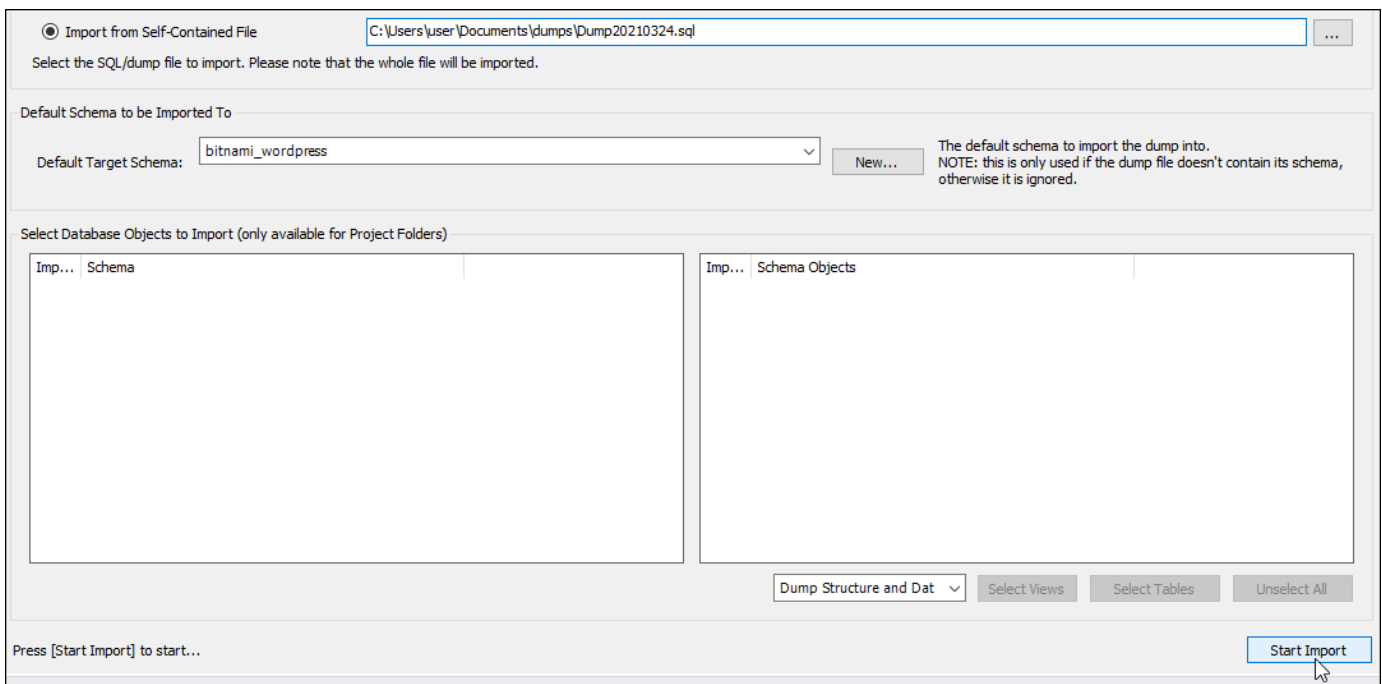 Import from Self-Contained File
C:\Users\user\Documents\dumps\Dump20210324.sql
...
Select the SQL/dump file to import. Please note that the whole file will be imported.
Default Schema to be Imported To
Default Target Schema:
bitnami_wordpress
New...
The default schema to import the dump into.
NOTE: this is only used if the dump file doesn't contain its schema,
otherwise it is ignored.
Select Database Objects to Import (only available for Project Folders)
Imp... Schema
Imp... Schema Objects
Dump Structure and Dat
Select Views
Select Tables
Unselect All
Press [Start Import] to start...
Start Import